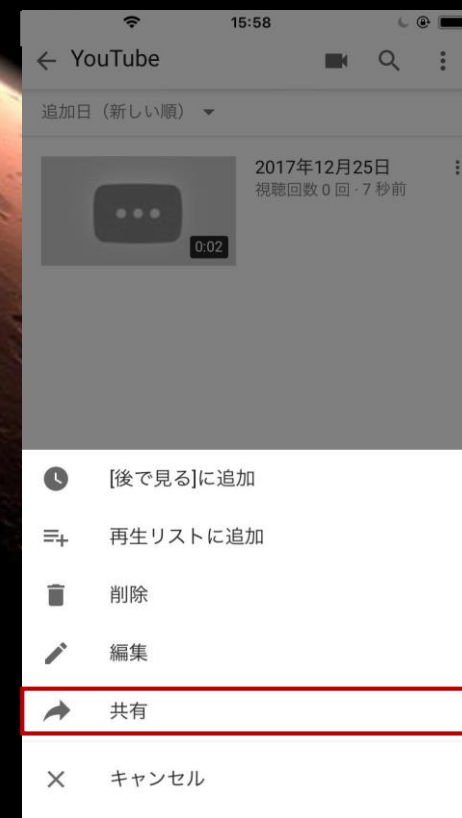 15:58
YouTube
追加日（新しい順）
2017年12月25日
視聴回数 0 回 · 7 秒前
0:02
[後で見る]に追加
再生リストに追加
削除
編集
共有
キャンセル